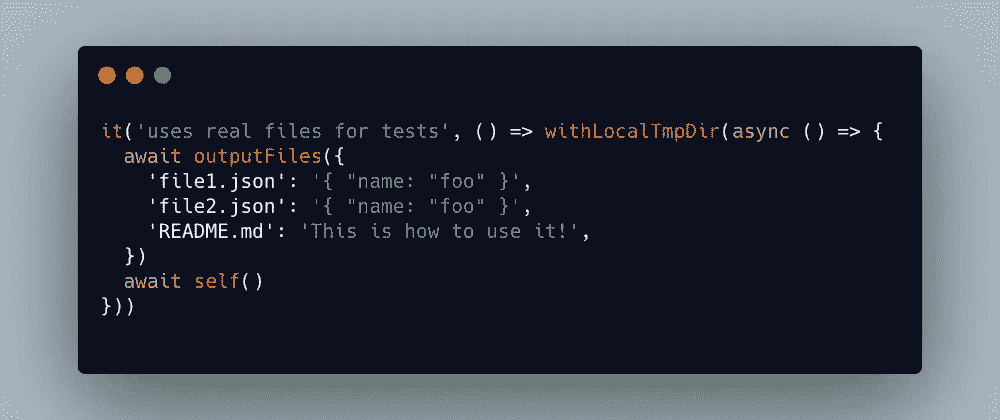 it('uses real files for tests', () => withLocalTmpDir(async () => {
  await outputFiles({
    'file1.json': '{ "name: "foo" }',
    'file2.json': '{ "name: "foo" }',
    'README.md': 'This is how to use it!',
  })
  await self()
}))